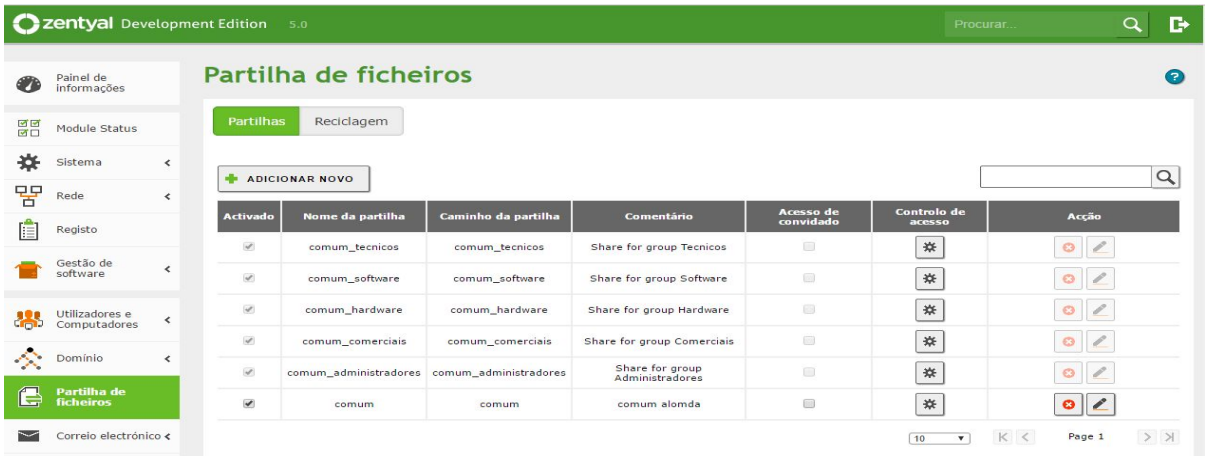 zentyal Development Edition 5.0
Procurar...
Painel de
informações
Module Status
Sistema
Rede
Registo
Gestão de
software
Utilizadores e
Computadores
Domínio
Partilha de
ficheiros
Correio electrónico
Partilha de ficheiros
?
Partilhas Reciclagem
ADICIONAR NOVO
Activado Nome da partilha Caminho da partilha Comentário Acesso de convidado Controlo de acesso Acção
comum_tecnicos comum_tecnicos Share for group Tecnicos
comum_software comum_software Share for group Software
comum_hardware comum_hardware Share for group Hardware
comum_comerciais comum_comerciais Share for group Comerciais
comum_administradores comum_administradores Share for group Administradores
comum comum comum alomda
10 Page 1